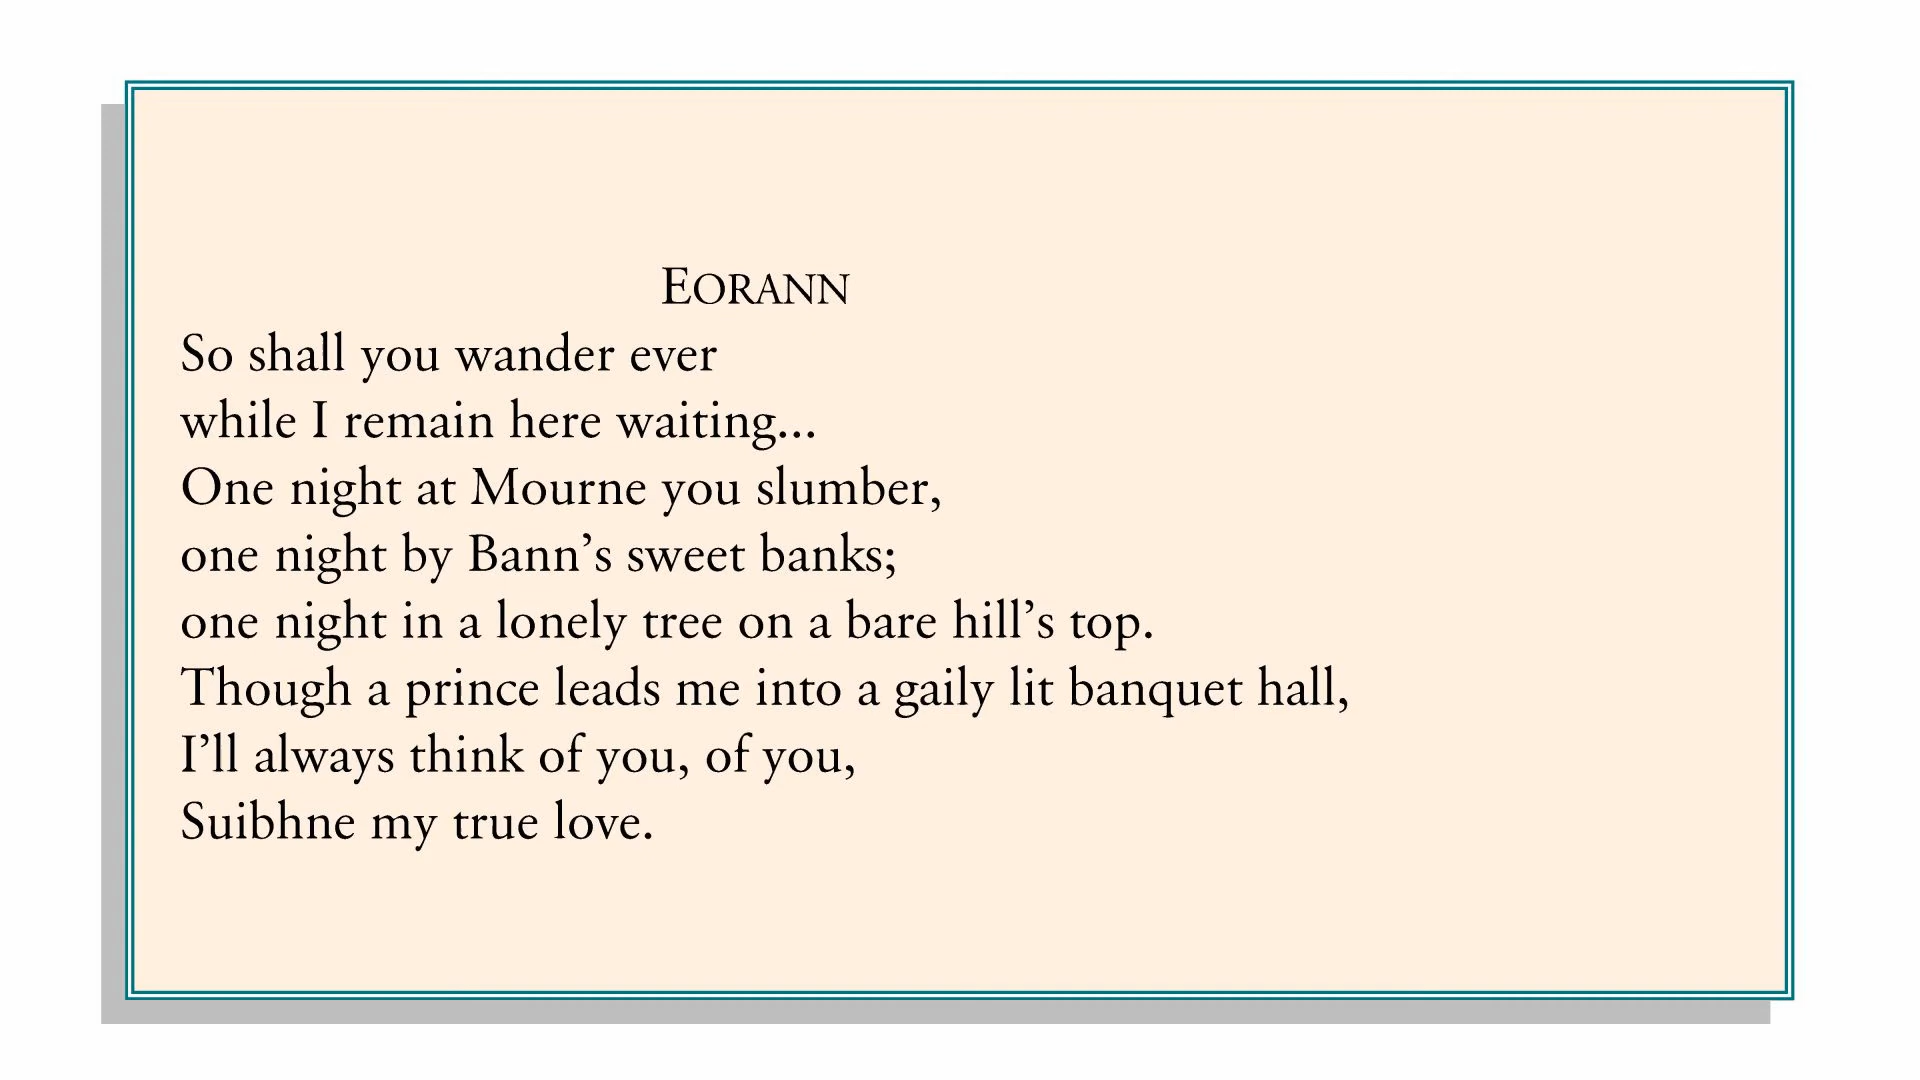 EORANN
So shall you wander ever
while I remain here waiting...
One night at Mourne you slumber,
one night by Bann’s sweet banks;
one night in a lonely tree on a bare hill’s top.
Though a prince leads me into a gaily lit banquet hall,
I’ll always think of you, of you,
Suibhne my true love.